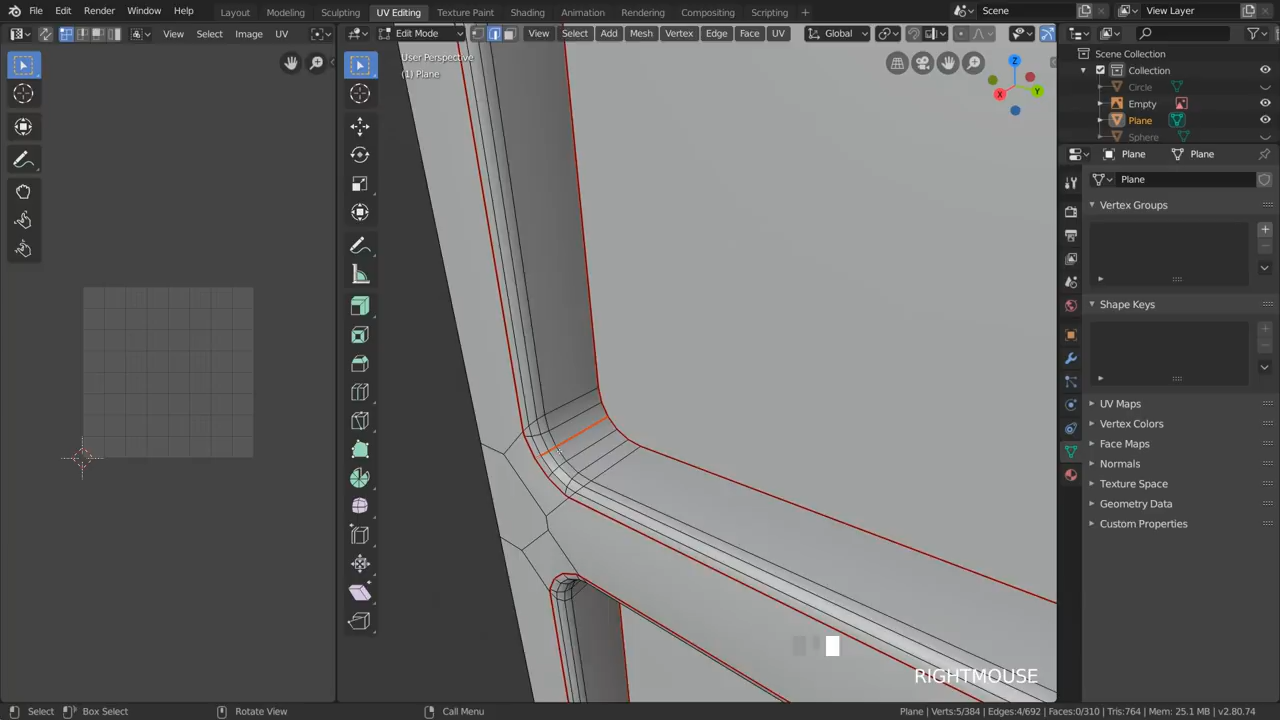 File Edit Render Window Help Layout Modeling Sculpting UV Editing Texture Paint Shading Animation Rendering Compositing Scripting + Scene View Layer
View Select Image UV Edit Mode View Select Add Mesh Vertex Edge Face UV Global
User Perspective
(1) Plane
Scene Collection
Collection
Circle
Empty
Plane
Sphere
Plane Plane
Plane
Vertex Groups
Shape Keys
UV Maps
Vertex Colors
Face Maps
Normals
Texture Space
Geometry Data
Custom Properties
Z
Y
X
RIGHTMOUSE
Select Box Select Rotate View Call Menu Plane | Verts:5/384 | Edges:4/692 | Faces:0/310 | Tris:764 | Mem: 25.1 MB | v2.80.74